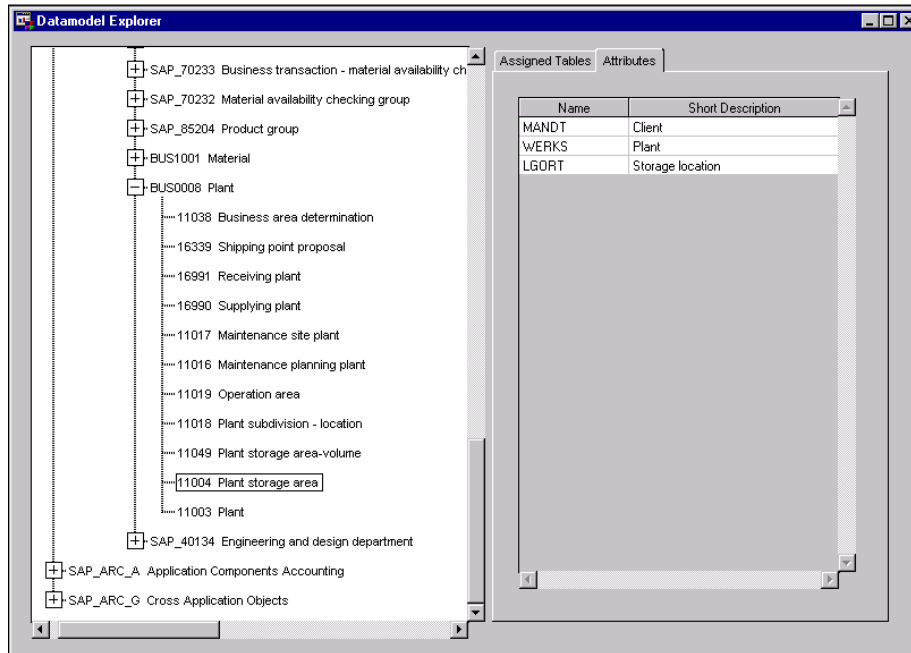 Datamodel Explorer
SAP_70233 Business transaction - material availability ch
SAP_70232 Material availability checking group
SAP_85204 Product group
BUS1001 Material
BUS0008 Plant
11038 Business area determination
16339 Shipping point proposal
16991 Receiving plant
16990 Supplying plant
11017 Maintenance site plant
11016 Maintenance planning plant
11019 Operation area
11018 Plant subdivision - location
11049 Plant storage area-volume
11004 Plant storage area
11003 Plant
SAP_40134 Engineering and design department
SAP_ARC_A Application Components Accounting
SAP_ARC_G Cross Application Objects
Assigned Tables Attributes
Name Short Description
MANDT Client
WERKS Plant
LGORT Storage location